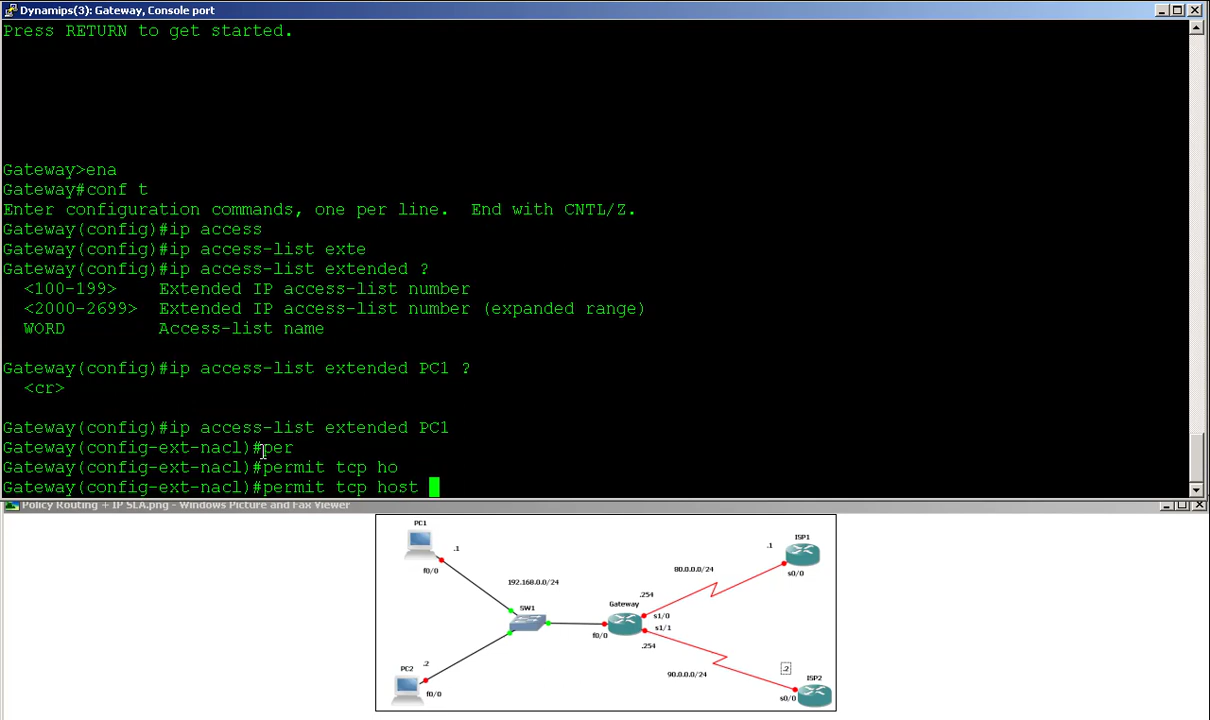 Dynamips(3): Gateway, Console port
Press RETURN to get started.
Gateway>ena
Gateway#conf t
Enter configuration commands, one per line.  End with CNTL/Z.
Gateway(config)#ip access
Gateway(config)#ip access-list exte
Gateway(config)#ip access-list extended ?
<100-199>    Extended IP access-list number
<2000-2699>  Extended IP access-list number (expanded range)
WORD         Access-list name
Gateway(config)#ip access-list extended PC1 ?
<cr>
Gateway(config)#ip access-list extended PC1
Gateway(config-ext-nacl)#per
Gateway(config-ext-nacl)#permit tcp ho
Gateway(config-ext-nacl)#permit tcp host
Policy Routing + IP SLA.png - Windows Picture and Fax Viewer
PC1
.1
f0/0
192.168.0.0/24
SW1
PC2
.2
f0/0
f0/0
Gateway
.254
s1/0
s1/1
.254
80.0.0.0/24
.1
ISP1
s0/0
90.0.0.0/24
.2
ISP2
s0/0